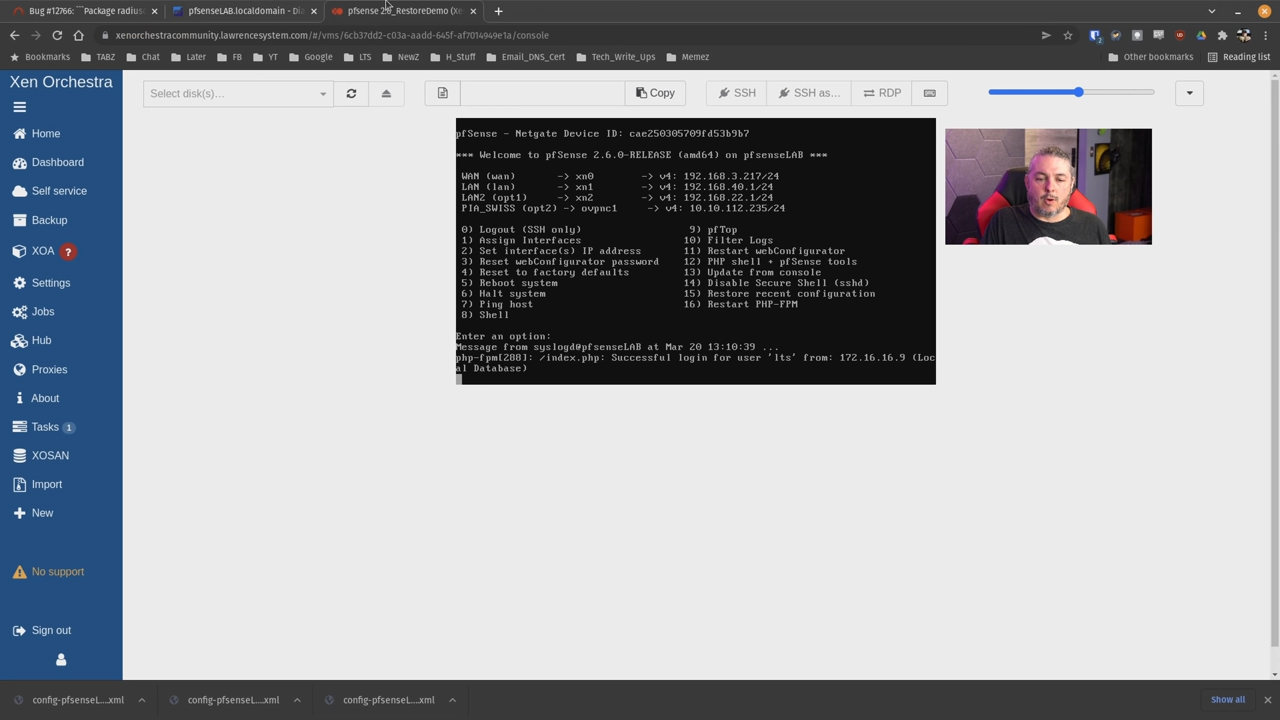 Bug #12766: ``Package radius
pfsenseLAB.localdomain - Dia
pfsense 2.6_RestoreDemo (Xe
xenorchestracommunity.lawrencesystem.com/#/vms/6cb37dd2-c03a-aadd-645f-af7014949e1a/console
Bookmarks
TABZ
Chat
Later
FB
YT
Google
LTS
NewZ
H_Stuff
Email_DNS_Cert
Tech_Write_Ups
Memez
Other bookmarks
Reading list
Xen Orchestra
Home
Dashboard
Self service
Backup
XOA ?
Settings
Jobs
Hub
Proxies
About
Tasks 1
XOSAN
Import
New
No support
Sign out
Select disk(s)…
Copy
SSH
SSH as…
RDP
pfSense - Netgate Device ID: cae250305709fd53b9b7
*** Welcome to pfSense 2.6.0-RELEASE (amd64) on pfsenseLAB ***
WAN (wan) -> xn0 -> v4: 192.168.3.217/24
LAN (lan) -> xn1 -> v4: 192.168.40.1/24
LAN2 (opt1) -> xn2 -> v4: 192.168.22.1/24
PIA_SWISS (opt2) -> ovpnc1 -> v4: 10.10.112.235/24
0) Logout (SSH only) 9) pfTop
1) Assign Interfaces 10) Filter Logs
2) Set interface(s) IP address 11) Restart webConfigurator
3) Reset webConfigurator password 12) PHP shell + pfSense tools
4) Reset to factory defaults 13) Update from console
5) Reboot system 14) Disable Secure Shell (sshd)
6) Halt system 15) Restore recent configuration
7) Ping host 16) Restart PHP-FPM
8) Shell
Enter an option:
Message from syslogd@pfsenseLAB at Mar 20 13:10:39 ...
php-fpm[288]: /index.php: Successful login for user 'lts' from: 172.16.16.9 (Loc
al Database)
config-pfsenseL....xml
config-pfsenseL....xml
config-pfsenseL....xml
Show all